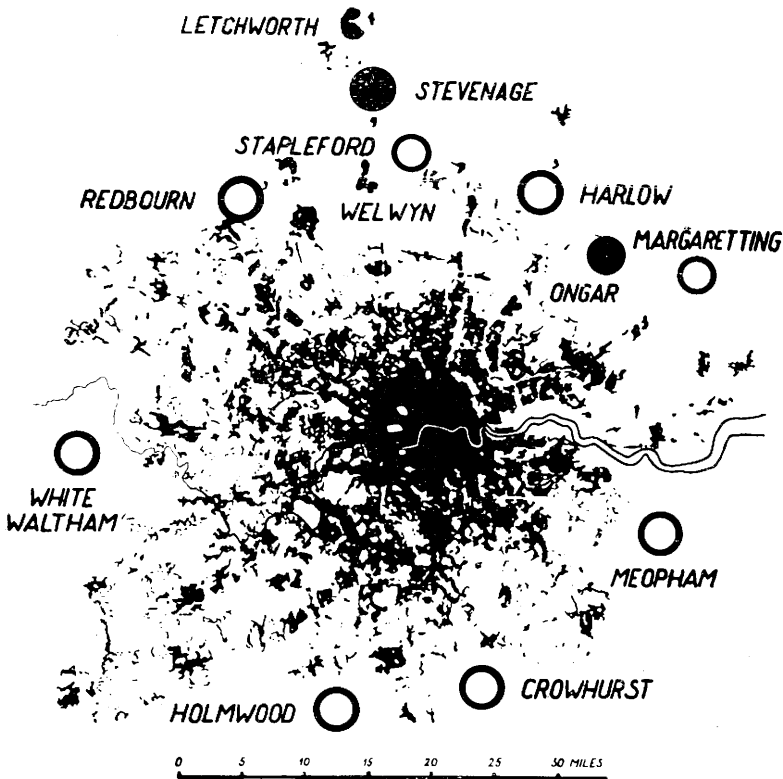 LETCHWORTH
STEVENAGE
STAPLEFORD
REDBOURN
WELWYN
HARLOW
MARGARETTING
ONGAR
WHITE
WALTHAM
MEOPHAM
CROWHURST
HOLMWOOD
0 5 10 15 20 25 30 MILES